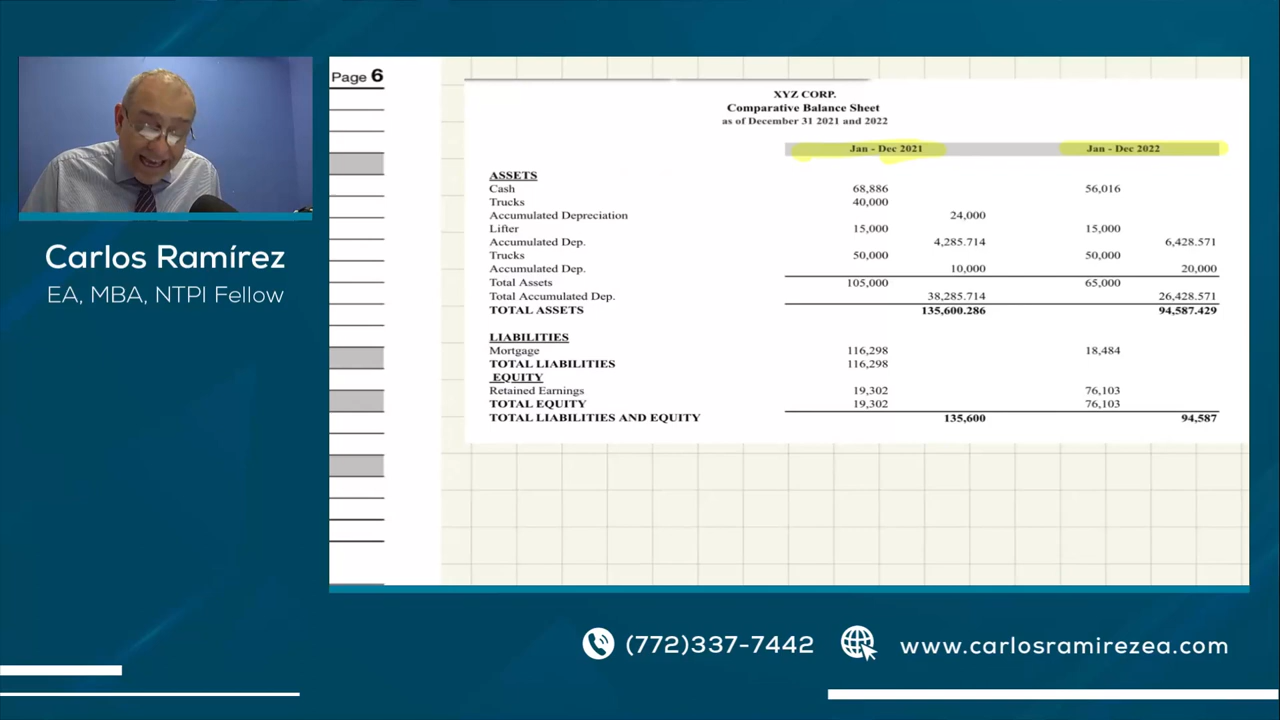 Page 6
XYZ CORP.
Comparative Balance Sheet
as of December 31 2021 and 2022
Jan - Dec 2021 Jan - Dec 2022
ASSETS
Cash 68,886 56,016
Trucks 40,000
Accumulated Depreciation 24,000
Lifter 15,000 15,000
Accumulated Dep. 4,285.714 6,428.571
Trucks 50,000 50,000
Accumulated Dep. 10,000 20,000
Total Assets 105,000 65,000
Total Accumulated Dep. 38,285.714 26,428.571
TOTAL ASSETS 135,600.286 94,587.429
LIABILITIES
Mortgage 116,298 18,484
TOTAL LIABILITIES 116,298
EQUITY
Retained Earnings 19,302 76,103
TOTAL EQUITY 19,302 76,103
TOTAL LIABILITIES AND EQUITY 135,600 94,587
Carlos Ramírez
EA, MBA, NTPI Fellow
(772)337-7442
www.carlosramirezea.com